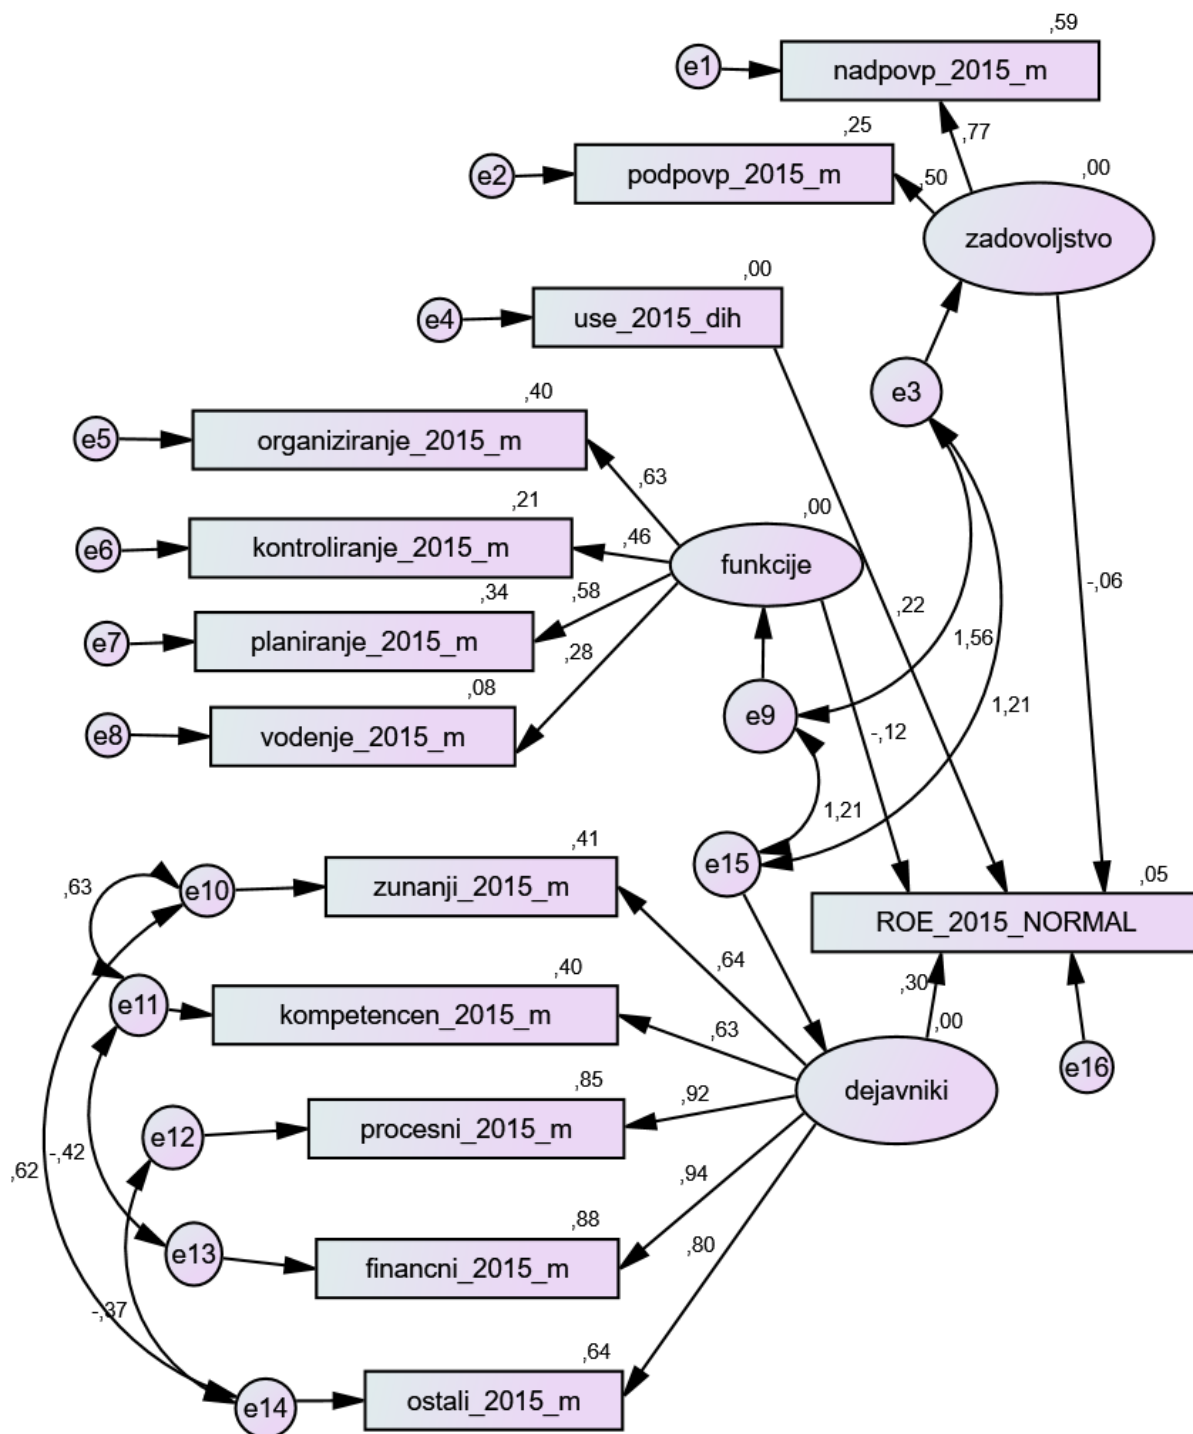 ,59
e1
nadpovp_2015_m
,77
,25
e2
podpovp_2015_m
,50
,00
zadovoljstvo
,00
e4
use_2015_dih
e3
,40
e5
organiziranje_2015_m
,63
,21
e6
kontroliranje_2015_m
,46
,00
funkcije
,34
e7
planiranje_2015_m
,58
,22
-,06
1,56
,28
,08
e8
vodenje_2015_m
e9
1,21
-,12
1,21
,41
e10
zunanji_2015_m
e15
,63
,05
ROE_2015_NORMAL
,64
,40
e11
kompetencen_2015_m
,63
,30
,00
e16
,85
e12
procesni_2015_m
,92
dejavniki
,62
-,42
,94
,88
e13
financni_2015_m
,80
-,37
,64
e14
ostali_2015_m